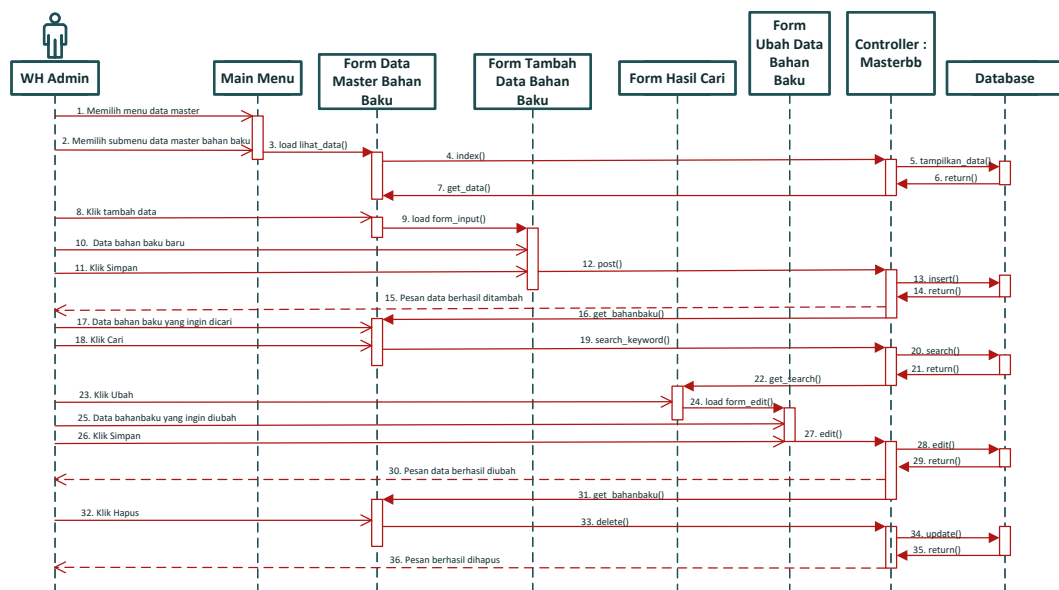 WH Admin
Main Menu
Form Data
Master Bahan
Baku
Form Tambah
Data Bahan
Baku
Form Hasil Cari
Form
Ubah Data
Bahan
Baku
Controller :
Masterbb
Database
1. Memilih menu data master
2. Memilih submenu data master bahan baku
3. load lihat_data()
4. index()
5. tampilkan_data()
6. return()
7. get_data()
8. Klik tambah data
9. load form_input()
10. Data bahan baku baru
11. Klik Simpan
12. post()
13. insert()
14. return()
15. Pesan data berhasil ditambah
16. get_bahanbaku()
17. Data bahan baku yang ingin dicari
18. Klik Cari
19. search_keyword()
20. search()
21. return()
22. get_search()
23. Klik Ubah
24. load form_edit()
25. Data bahanbaku yang ingin diubah
26. Klik Simpan
27. edit()
28. edit()
29. return()
30. Pesan data berhasil diubah
31. get_bahanbaku()
32. Klik Hapus
33. delete()
34. update()
35. return()
36. Pesan berhasil dihapus